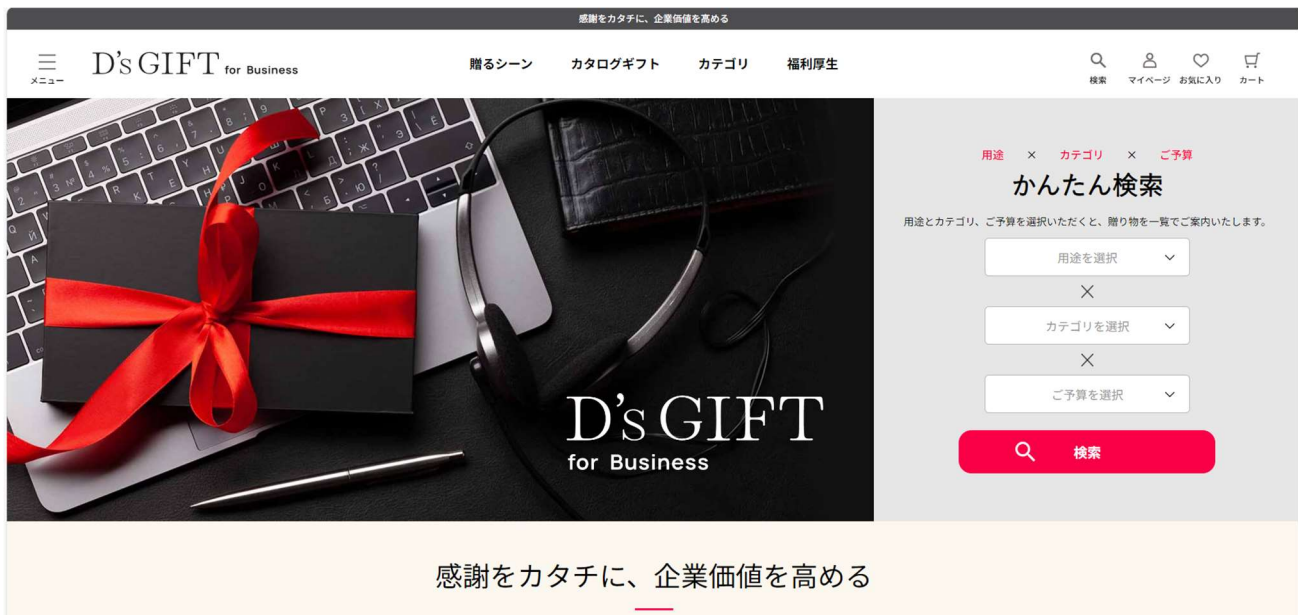 感謝をカタチに、企業価値を高める
メニュー
D's GIFT for Business
贈るシーン
カタログギフト
カテゴリ
福利厚生
検索
マイページ
お気に入り
カート
D's GIFT
for Business
用途 × カテゴリ × ご予算
かんたん検索
用途とカテゴリ、ご予算を選択いただくと、贈り物を一覧でご案内いたします。
用途を選択
×
カテゴリを選択
×
ご予算を選択
検索
感謝をカタチに、企業価値を高める